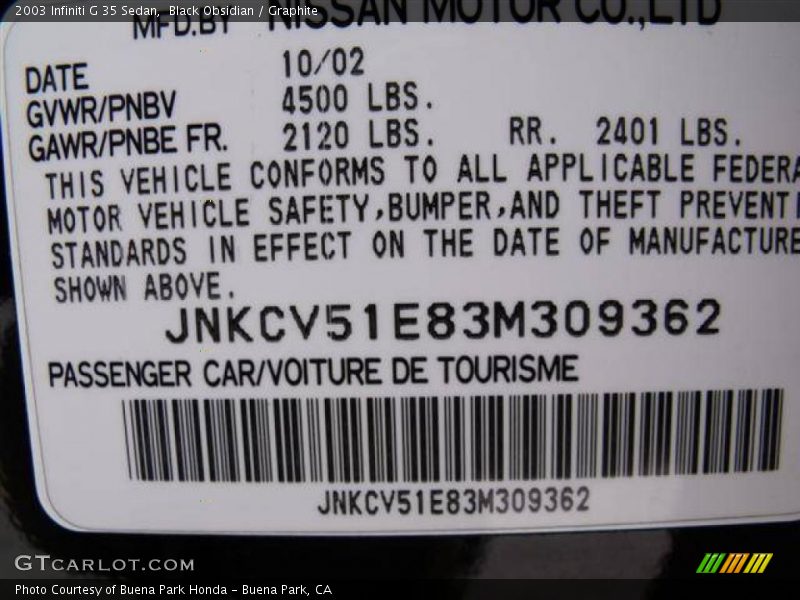 2003 Infiniti G 35 Sedan, Black Obsidian / Graphite
MFD.BY NISSAN MOTOR CO.,LTD
DATE 10/02
GVWR/PNBV 4500 LBS.
GAWR/PNBE FR. 2120 LBS. RR. 2401 LBS.
THIS VEHICLE CONFORMS TO ALL APPLICABLE FEDERA
MOTOR VEHICLE SAFETY,BUMPER,AND THEFT PREVENTI
STANDARDS IN EFFECT ON THE DATE OF MANUFACTURE
SHOWN ABOVE.
JNKCV51E83M309362
PASSENGER CAR/VOITURE DE TOURISME
JNKCV51E83M309362
GTCARLOT.COM
Photo Courtesy of Buena Park Honda - Buena Park, CA